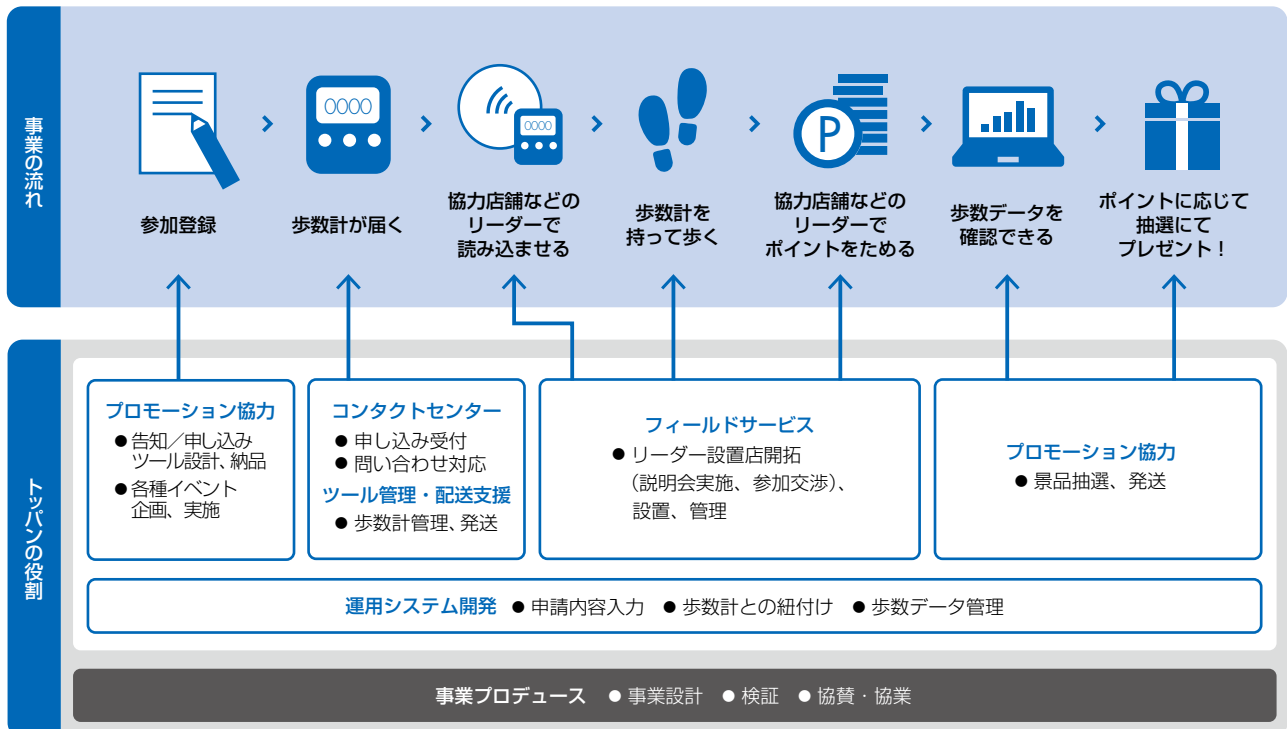 事業の流れ
0000
0000
P
参加登録
歩数計が届く
協力店舗などの
リーダーで
読み込ませる
歩数計を
持って歩く
協力店舗などの
リーダーで
ポイントをためる
歩数データを
確認できる
ポイントに応じて
抽選にて
プレゼント！
トッパンの役割
プロモーション協力
●告知／申し込み
ツール設計、納品
●各種イベント
企画、実施
コンタクトセンター
● 申し込み受付
● 問い合わせ対応
ツール管理・配送支援
● 歩数計管理、発送
フィールドサービス
● リーダー設置店開拓
（説明会実施、参加交渉）、
設置、管理
プロモーション協力
● 景品抽選、発送
運用システム開発 ● 申請内容入力 ● 歩数計との紐付け ● 歩数データ管理
事業プロデュース ● 事業設計 ● 検証 ● 協賛・協業